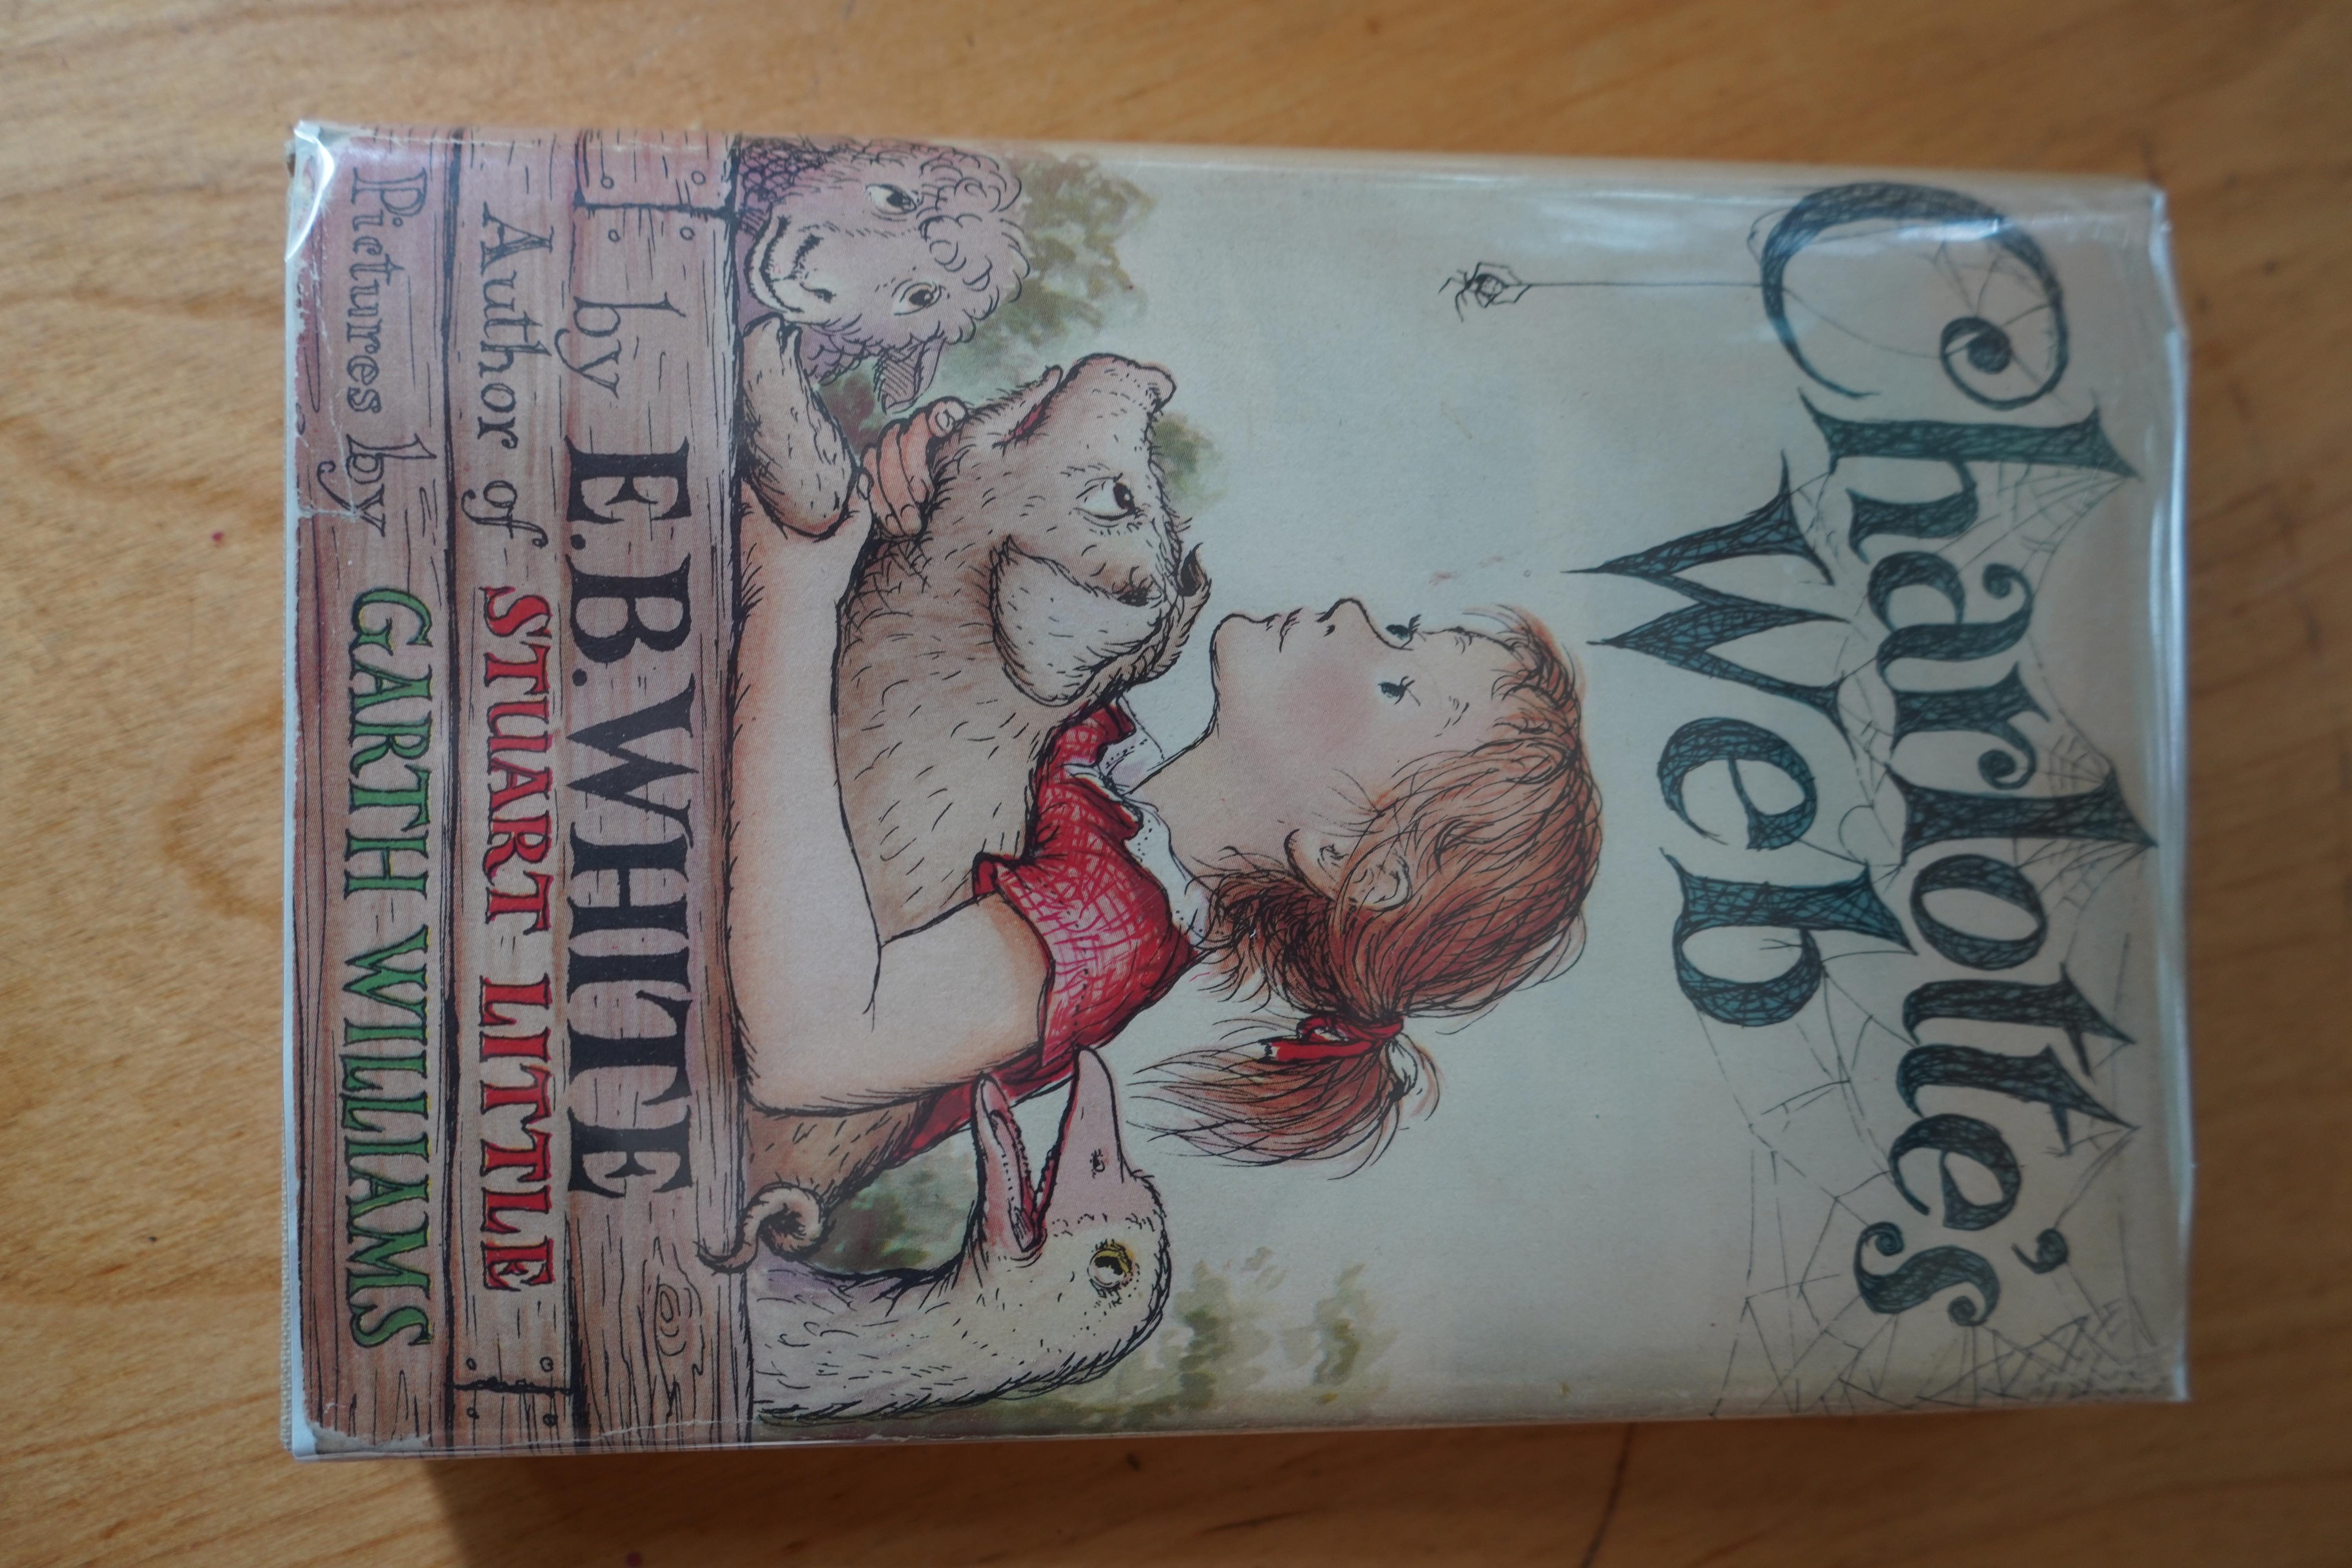 Charlotte's
Web
by E.B. WHITE
Author of STUART LITTLE
Pictures by GARTH WILLIAMS